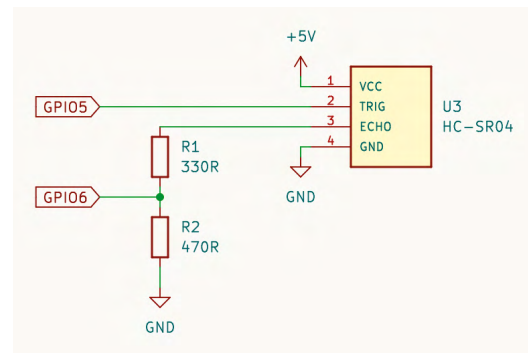 +5V
1 VCC
GPIO5 2 TRIG U3
3 ECHO HC-SR04
R1 4 GND
330R
GND
GPIO6
R2
470R
GND